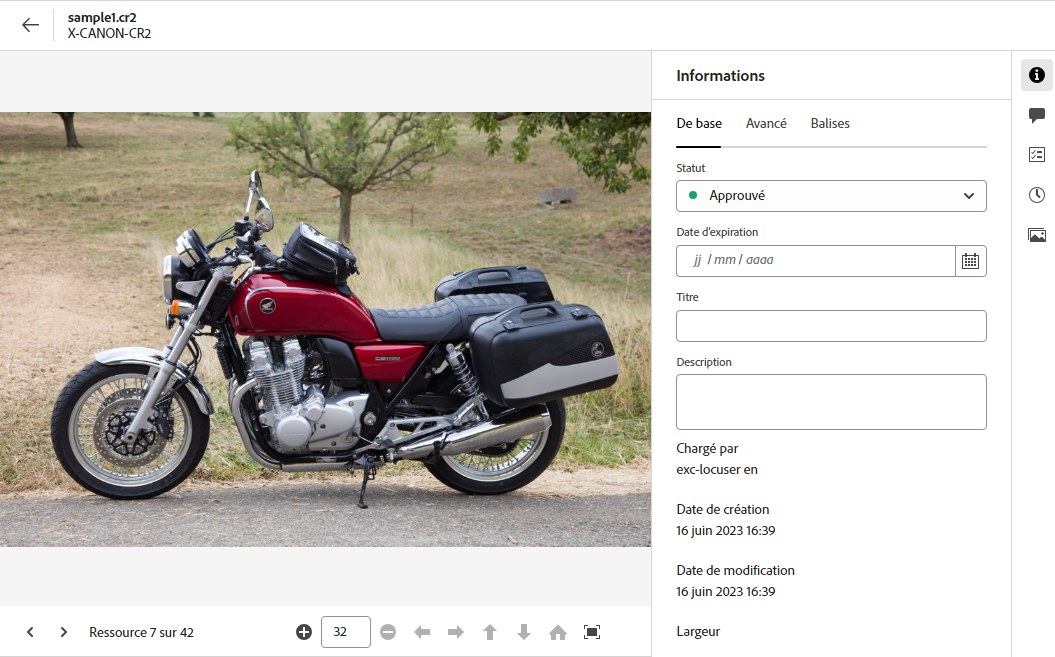 sample1.cr2
X-CANON-CR2
Informations
De base
Avancé
Balises
Statut
Approuvé
Date d'expiration
jj / mm / aaaa
Titre
Description
Chargé par
exc-locuser en
Date de création
16 juin 2023 16:39
Date de modification
16 juin 2023 16:39
Largeur
CB1100
Ressource 7 sur 42
32